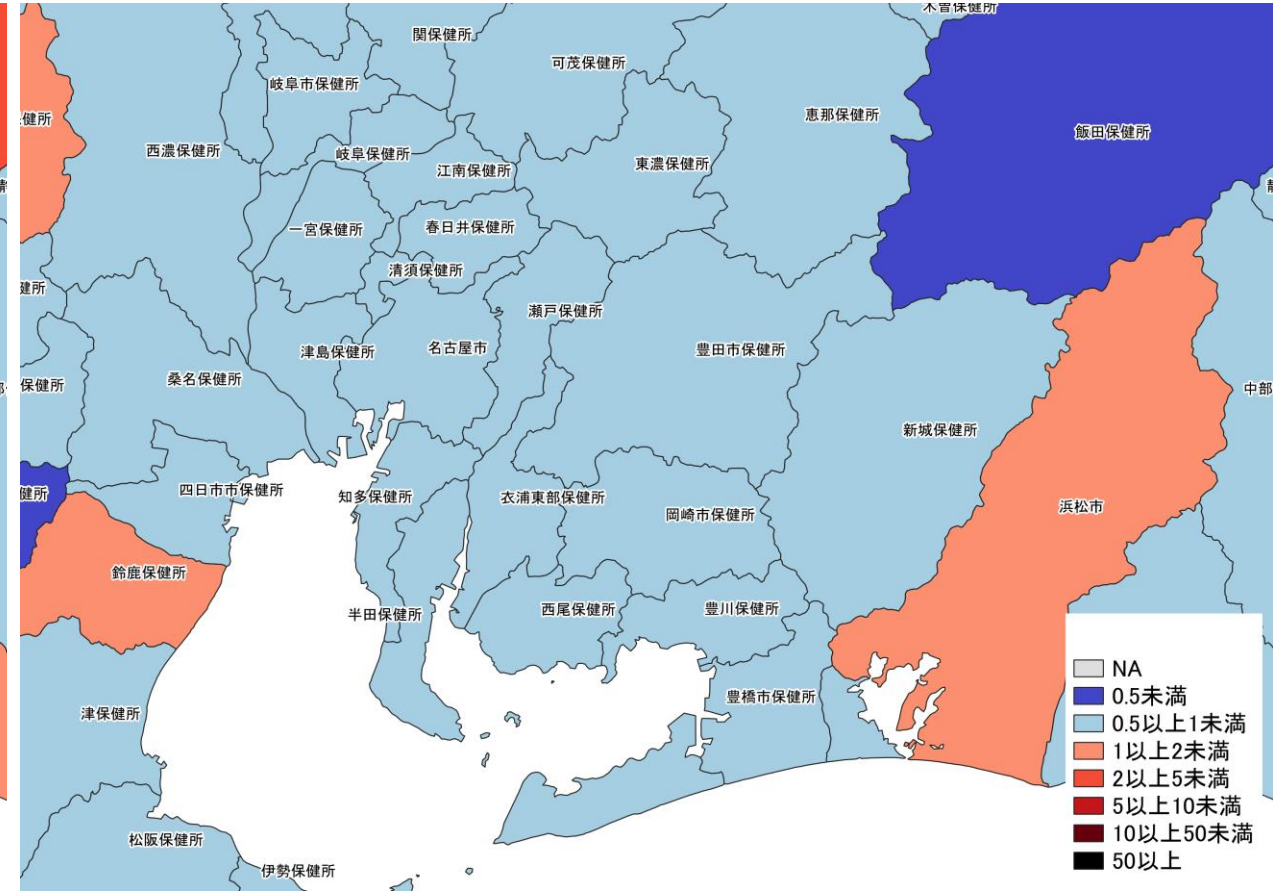 木曽保健所
関保健所
可茂保健所
岐阜市保健所
恵那保健所
健所
飯田保健所
西濃保健所
岐阜保健所
江南保健所
東濃保健所
一宮保健所
春日井保健所
清須保健所
健所
瀬戸保健所
津島保健所
名古屋市
豊田市保健所
桑名保健所
保健所
中部
新城保健所
四日市市保健所
知多保健所
衣浦東部保健所
健所
岡崎市保健所
浜松市
鈴鹿保健所
半田保健所
西尾保健所
豊川保健所
豊橋市保健所
津保健所
松阪保健所
伊勢保健所
NA
0.5未満
0.5以上1未満
1以上2未満
2以上5未満
5以上10未満
10以上50未満
50以上